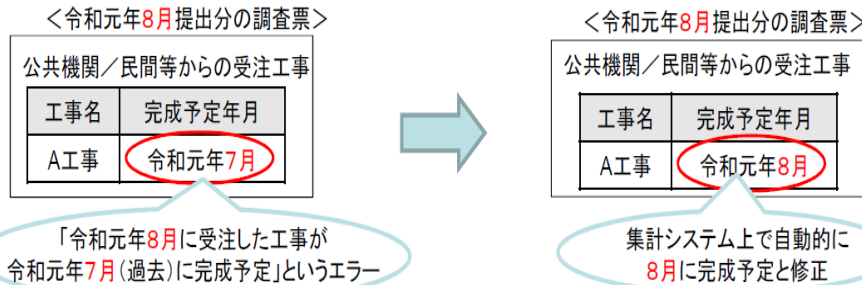 ＜令和元年8月提出分の調査票＞
公共機関／民間等からの受注工事
工事名 完成予定年月
A工事 令和元年7月
「令和元年8月に受注した工事が
令和元年7月(過去)に完成予定」というエラー
＜令和元年8月提出分の調査票＞
公共機関／民間等からの受注工事
工事名 完成予定年月
A工事 令和元年8月
集計システム上で自動的に
8月に完成予定と修正